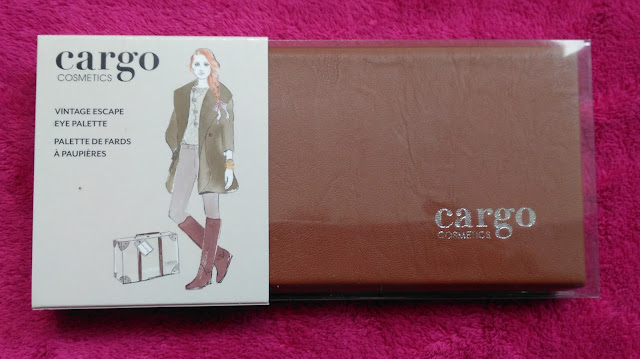 cargo
COSMETICS
VINTAGE ESCAPE
EYE PALETTE
PALETTE DE FARDS
À PAUPIÈRES
cargo
COSMETICS